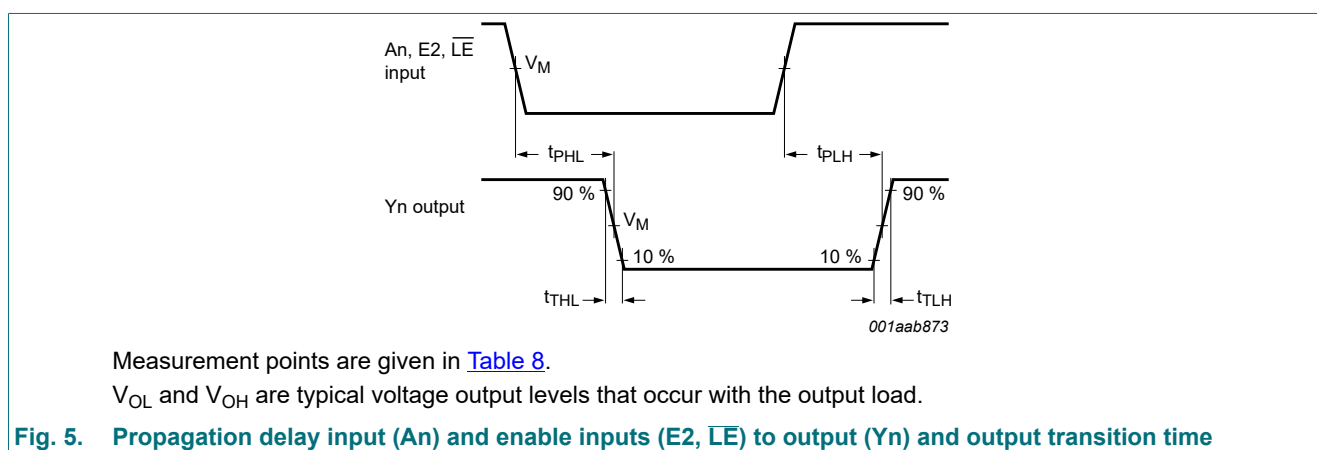 An, E2, L̅E̅
input
VM
tPHL
tPLH
90 %
90 %
Yn output
VM
10 %
10 %
tTHL
tTLH
001aab873
Measurement points are given in Table 8.
VOL and VOH are typical voltage output levels that occur with the output load.
Fig. 5. Propagation delay input (An) and enable inputs (E2, L̅E̅) to output (Yn) and output transition time